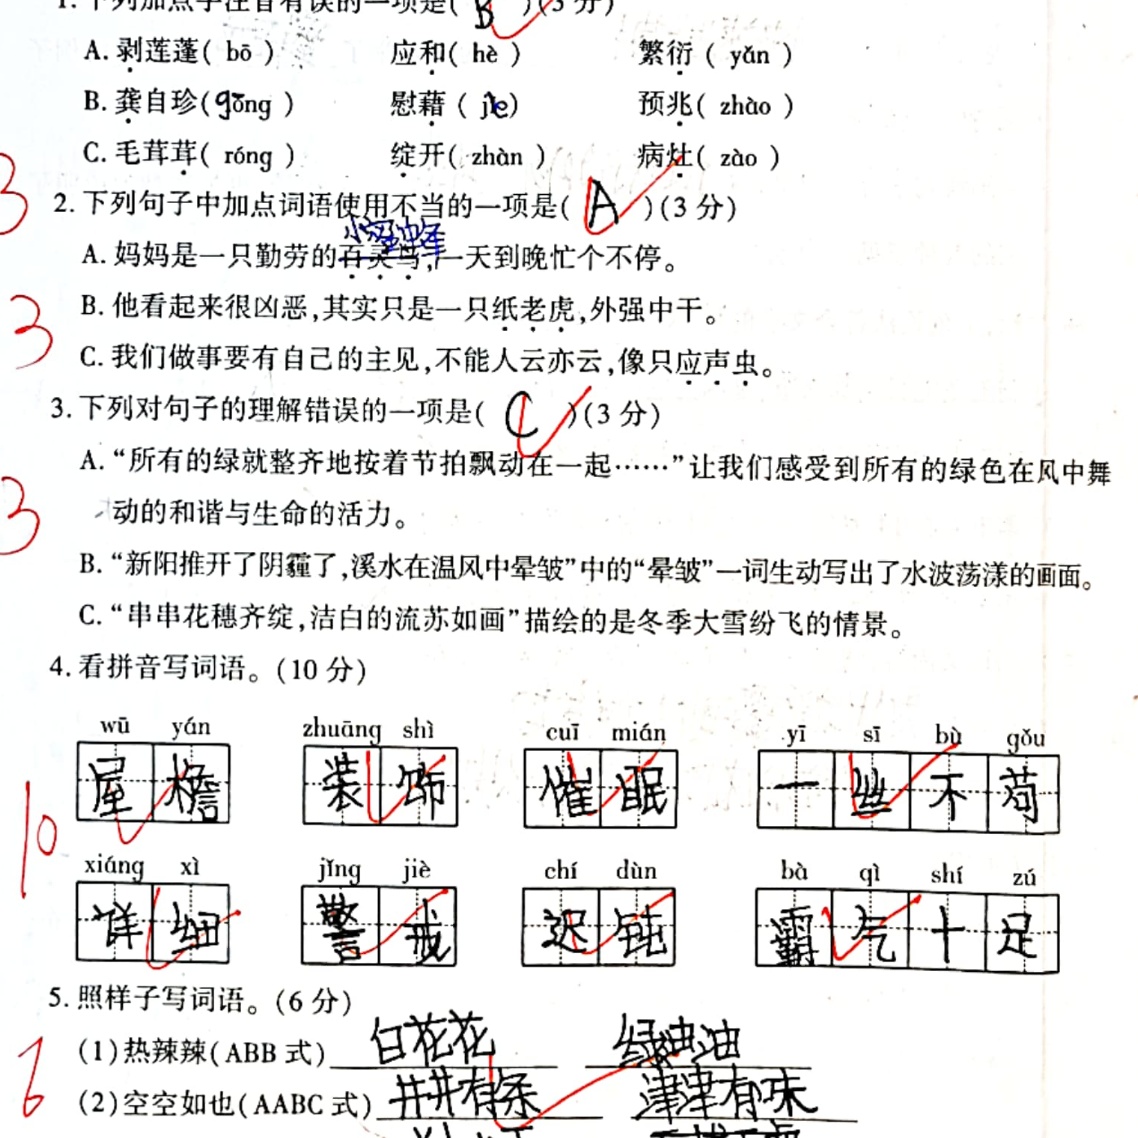 1. 下列加点字注音有误的一项是( B )(3分)
A. 剥莲蓬( bō ) 应和( hè ) 繁衍( yǎn )
B. 龚自珍(gōng ) 慰藉( jiè) 预兆( zhào )
3 C. 毛茸茸( róng ) 绽开( zhàn ) 病灶( zào )
2. 下列句子中加点词语使用不当的一项是( A )(3分)
A. 妈妈是一只勤劳的百灵鸟,一天到晚忙个不停。
3 B. 他看起来很凶恶,其实只是一只纸老虎,外强中干。
C. 我们做事要有自己的主见,不能人云亦云,像只应声虫。
3. 下列对句子的理解错误的一项是( C )(3分)
A. “所有的绿就整齐地按着节拍飘动在一起……”让我们感受到所有的绿色在风中舞
3 动的和谐与生命的活力。
B. “新阳推开了阴霾了,溪水在温风中晕皱”中的“晕皱”一词生动写出了水波荡漾的画面。
C. “串串花穗齐绽,洁白的流苏如画”描绘的是冬季大雪纷飞的情景。
4. 看拼音写词语。(10分)
wū yán zhuāng shì cuī mián yī sī bù gǒu
屋檐 装饰 催眠 一丝不苟
10
xiáng xì jǐng jiè chí dùn bà qì shí zú
详细 警戒 迟钝 霸气十足
5. 照样子写词语。(6分)
6 (1)热辣辣(ABB式) 白花花 绿油油
(2)空空如也(AABC式) 井井有条 津津有味